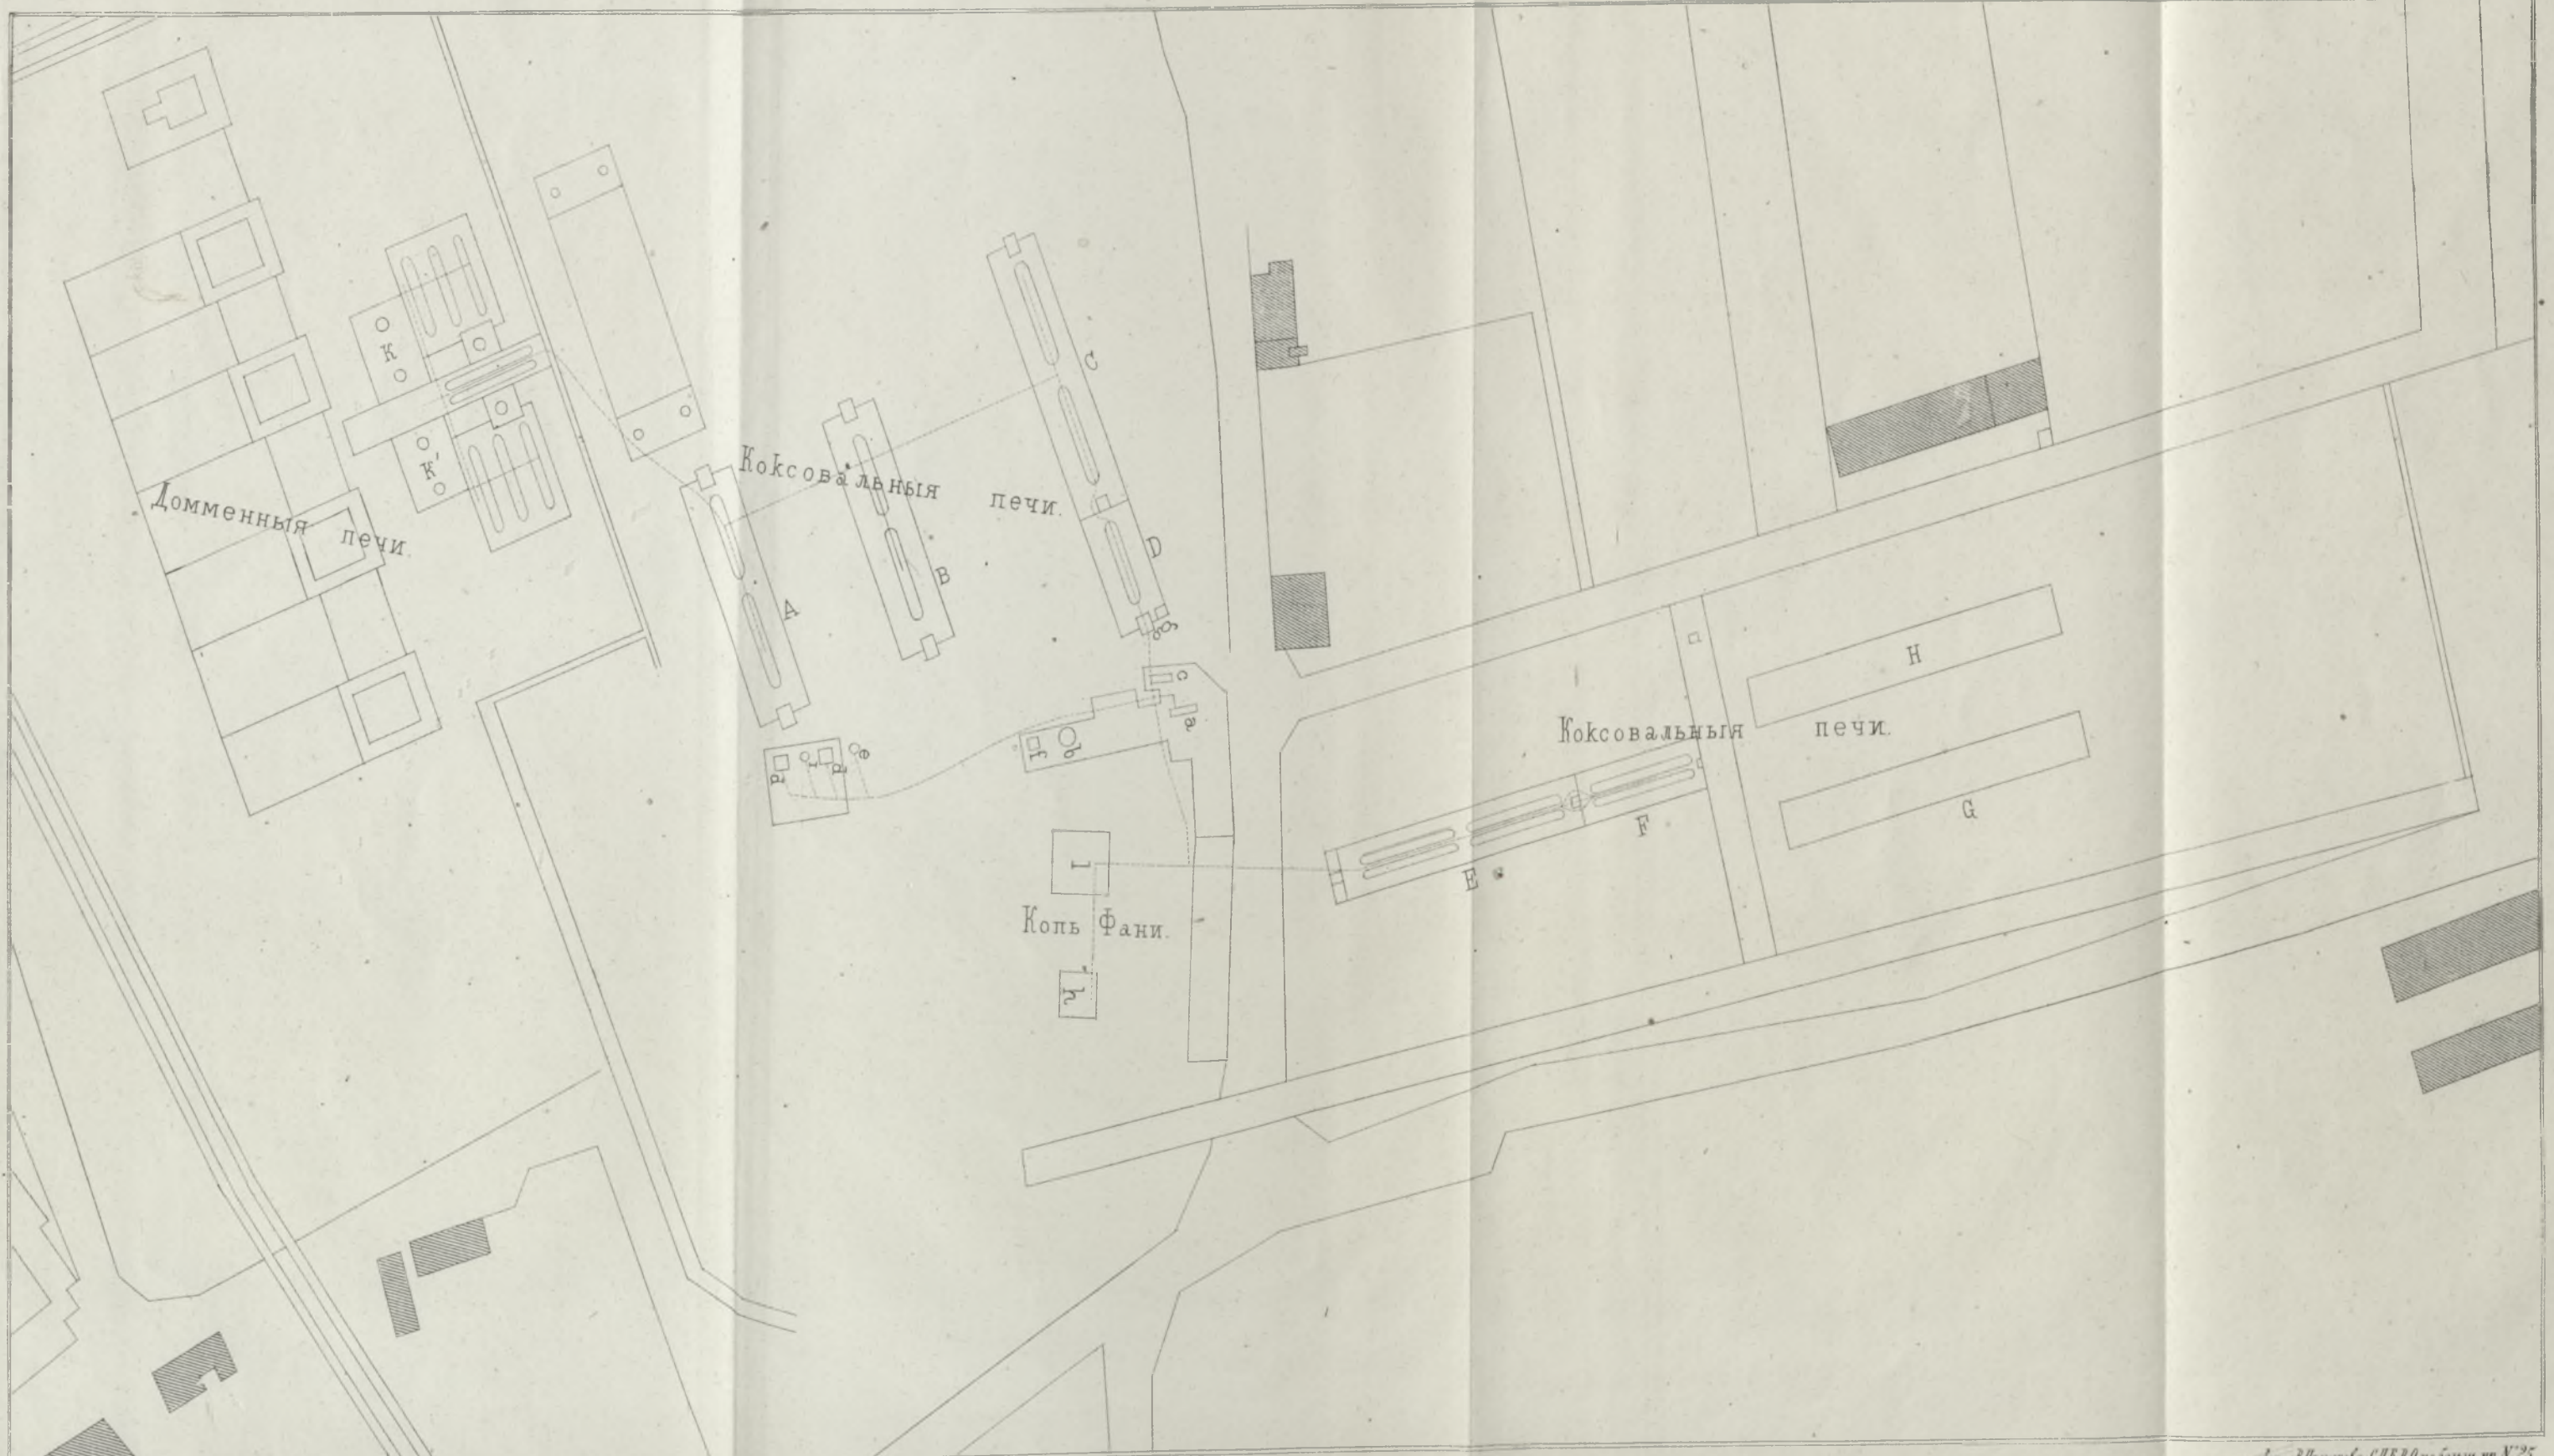 K
K'
Домменныя печи.
Коксовальныя печи.
A
B
C
D
g
c
a
b
f
e
d
i
d
l
Копь Фани.
h
Коксовальныя печи.
E
F
H
G